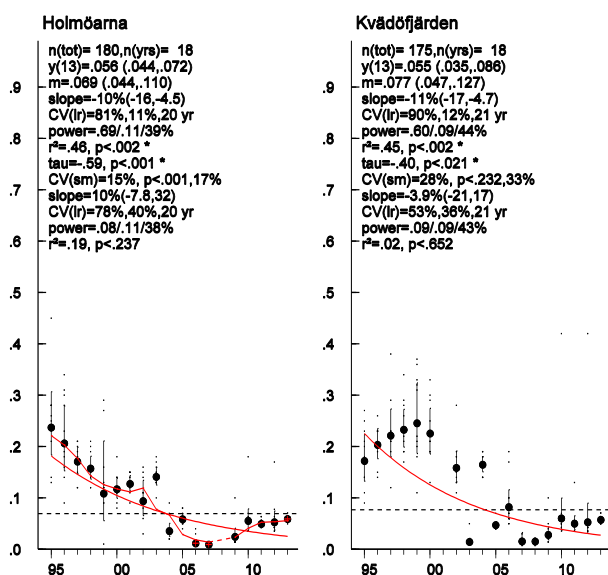 Holmöarna
n(tot)= 180,n(yrs)= 18
y(13)=.056 (.044,.072)
m=.069 (.044,.110)
slope=-10%(-16,-4.5)
CV(lr)=81%,11%,20 yr
power=.69/.11/39%
r²=.46, p<.002 *
tau=-.59, p<.001 *
CV(sm)=15%, p<.001,17%
slope=10%(-7.8,32)
CV(lr)=78%,40%,20 yr
power=.08/.11/38%
r²=.19, p<.237
.9
.8
.7
.6
.5
.4
.3
.2
.1
.0
95
00
05
10
Kvädöfjärden
n(tot)= 175,n(yrs)= 18
y(13)=.055 (.035,.086)
m=.077 (.047,.127)
slope=-11%(-17,-4.7)
CV(lr)=90%,12%,21 yr
power=.60/.09/44%
r²=.45, p<.002 *
tau=-.40, p<.021 *
CV(sm)=28%, p<.232,33%
slope=-3.9%(-21,17)
CV(lr)=53%,36%,21 yr
power=.09/.09/43%
r²=.02, p<.652
.9
.8
.7
.6
.5
.4
.3
.2
.1
.0
95
00
05
10